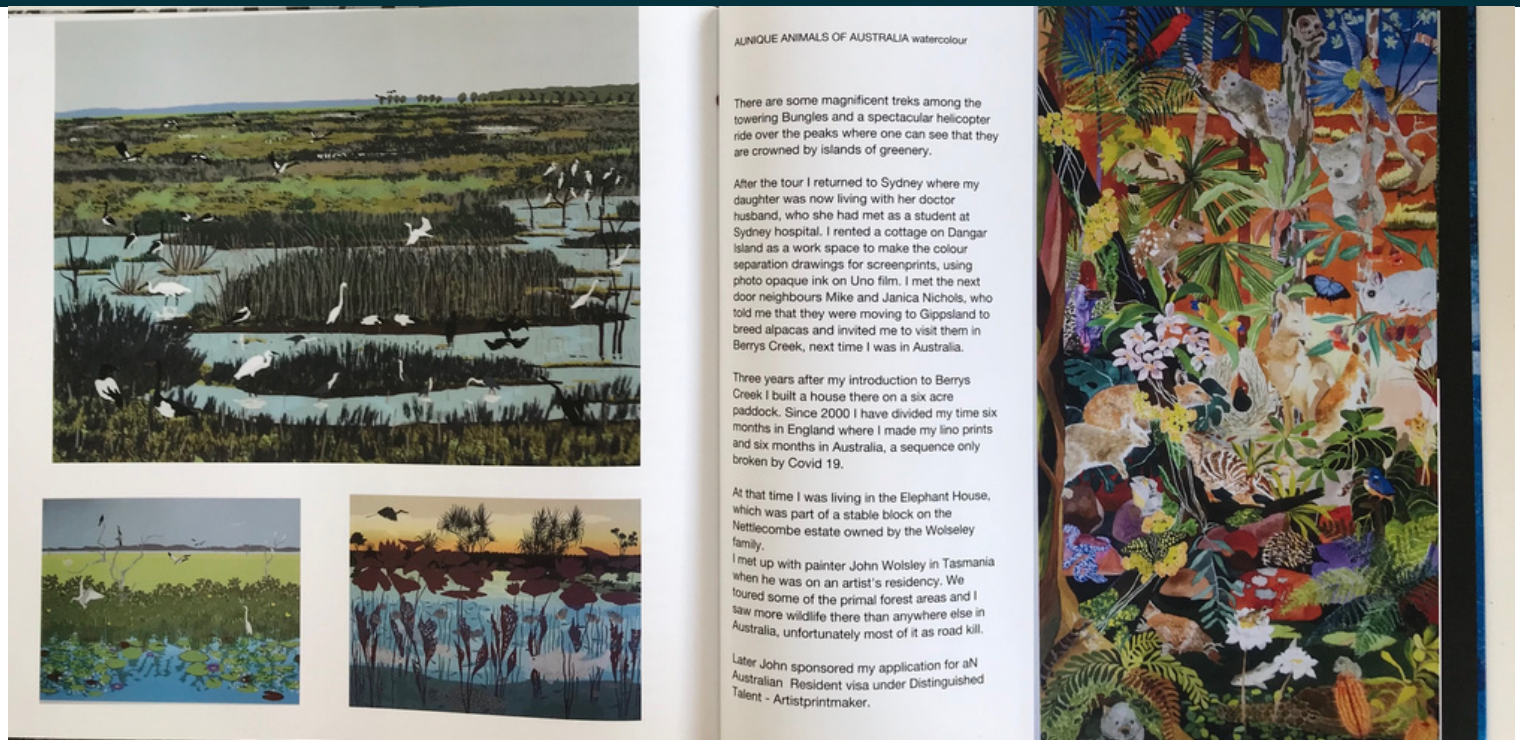 AUNIQUE ANIMALS OF AUSTRALIA watercolour
There are some magnificent treks among the
towering Bungles and a spectacular helicopter
ride over the peaks where one can see that they
are crowned by islands of greenery.
After the tour I returned to Sydney where my
daughter was now living with her doctor
husband, who she had met as a student at
Sydney hospital. I rented a cottage on Dangar
Island as a work space to make the colour
separation drawings for screenprints, using
photo opaque ink on Uno film. I met the next
door neighbours Mike and Janica Nichols, who
told me that they were moving to Gippsland to
breed alpacas and invited me to visit them in
Berrys Creek, next time I was in Australia.
Three years after my introduction to Berrys
Creek I built a house there on a six acre
paddock. Since 2000 I have divided my time six
months in England where I made my lino prints
and six months in Australia, a sequence only
broken by Covid 19.
At that time I was living in the Elephant House,
which was part of a stable block on the
Nettlecombe estate owned by the Wolseley
family.
I met up with painter John Wolsley in Tasmania
when he was on an artist's residency. We
toured some of the primal forest areas and I
saw more wildlife there than anywhere else in
Australia, unfortunately most of it as road kill.
Later John sponsored my application for aN
Australian Resident visa under Distinguished
Talent - Artistprintmaker.